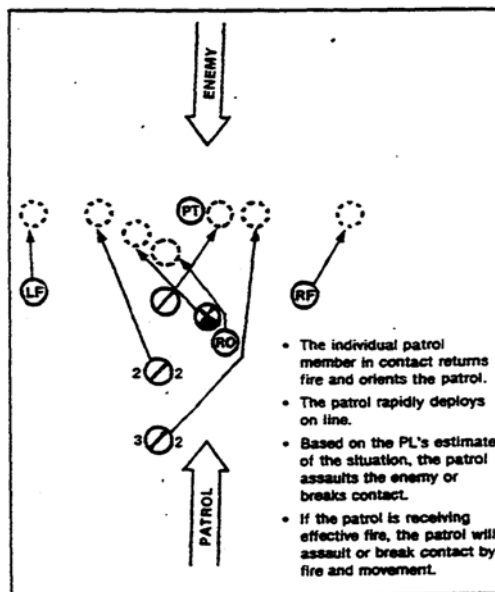 ENEMY
PT
LF
RF
RO
2 2
3 2
PATROL
• The individual patrol
member in contact returns
fire and orients the patrol.
• The patrol rapidly deploys
on line.
• Based on the PL's estimate
of the situation, the patrol
assaults the enemy or
breaks contact.
• If the patrol is receiving
effective fire, the patrol will
assault or break contact by
fire and movement.